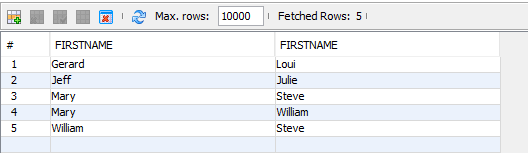 Max. rows: 10000 Fetched Rows: 5
# FIRSTNAME FIRSTNAME
1 Gerard Loui
2 Jeff Julie
3 Mary Steve
4 Mary William
5 William Steve